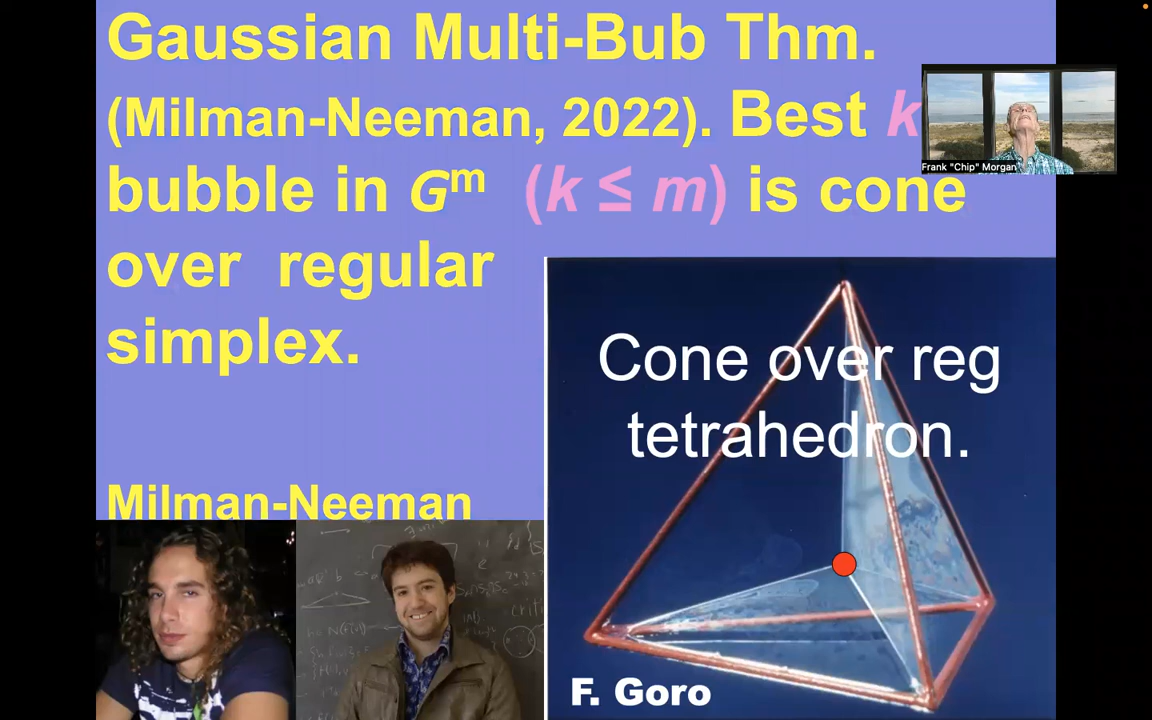 Gaussian Multi-Bub Thm.
(Milman-Neeman, 2022). Best k
bubble in Gᵐ (k ≤ m) is cone
over regular
simplex.
Frank "Chip" Morgan
Cone over reg
tetrahedron.
Milman-Neeman
F. Goro